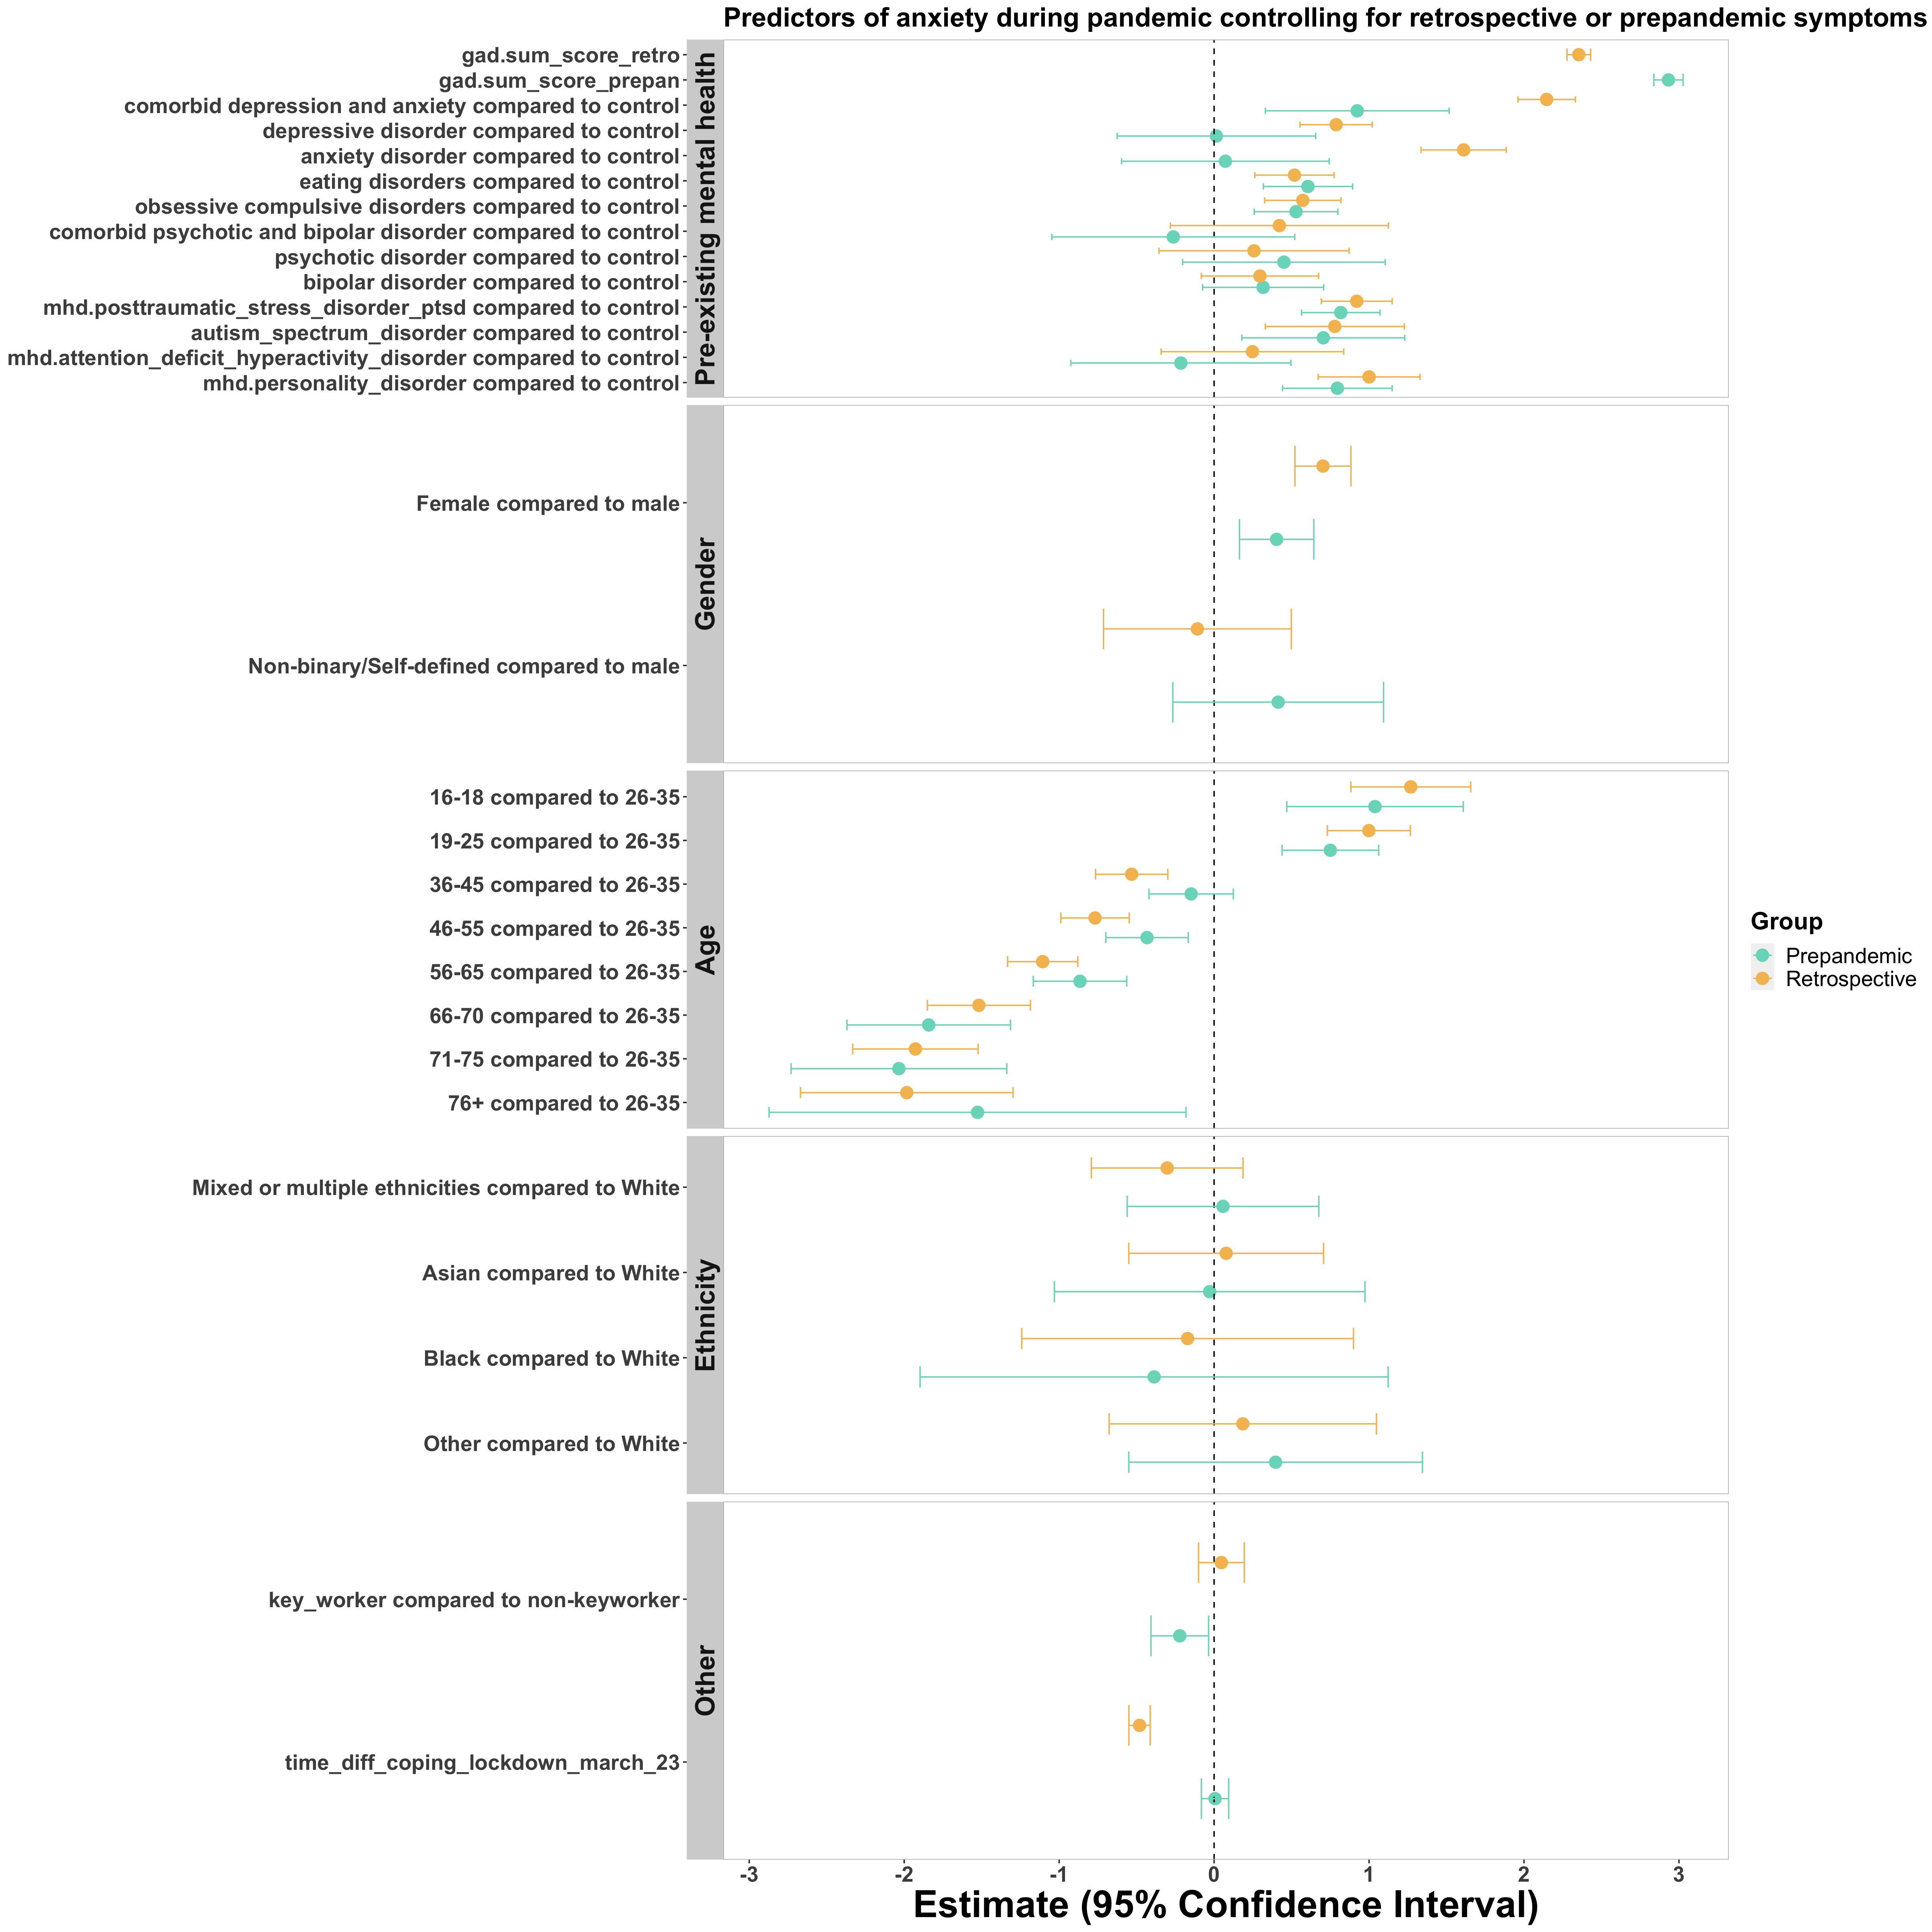 Predictors of anxiety during pandemic controlling for retrospective or prepandemic symptoms
Pre-existing mental health
gad.sum_score_retro
gad.sum_score_prepan
comorbid depression and anxiety compared to control
depressive disorder compared to control
anxiety disorder compared to control
eating disorders compared to control
obsessive compulsive disorders compared to control
comorbid psychotic and bipolar disorder compared to control
psychotic disorder compared to control
bipolar disorder compared to control
mhd.posttraumatic_stress_disorder_ptsd compared to control
autism_spectrum_disorder compared to control
mhd.attention_deficit_hyperactivity_disorder compared to control
mhd.personality_disorder compared to control
Gender
Female compared to male
Non-binary/Self-defined compared to male
Age
16-18 compared to 26-35
19-25 compared to 26-35
36-45 compared to 26-35
46-55 compared to 26-35
56-65 compared to 26-35
66-70 compared to 26-35
71-75 compared to 26-35
76+ compared to 26-35
Ethnicity
Mixed or multiple ethnicities compared to White
Asian compared to White
Black compared to White
Other compared to White
Other
key_worker compared to non-keyworker
time_diff_coping_lockdown_march_23
-3 -2 -1 0 1 2 3
Estimate (95% Confidence Interval)
Group
Prepandemic
Retrospective